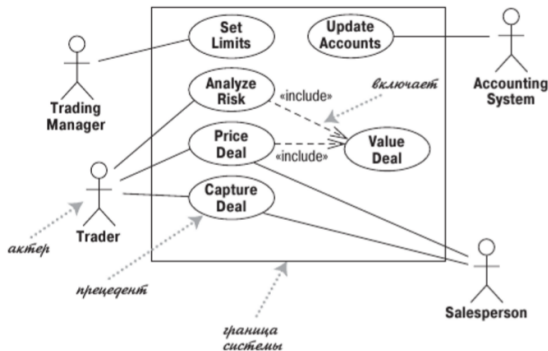 Set
Limits
Update
Accounts
Trading
Manager
Accounting
System
Analyze
Risk
«include»
включает
Price
Deal
«include»
Value
Deal
Capture
Deal
Trader
актер
прецедент
Salesperson
граница
системы